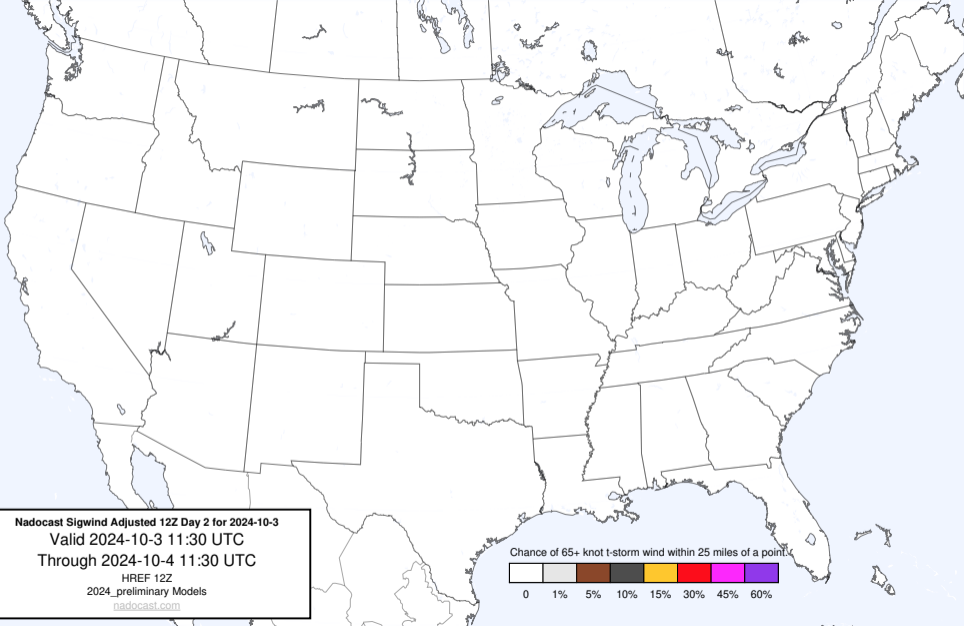 Nadocast Sigwind Adjusted 12Z Day 2 for 2024-10-3
Valid 2024-10-3 11:30 UTC
Through 2024-10-4 11:30 UTC
HREF 12Z
2024_preliminary Models
nadocast.com
Chance of 65+ knot t-storm wind within 25 miles of a point.
0 1% 5% 10% 15% 30% 45% 60%